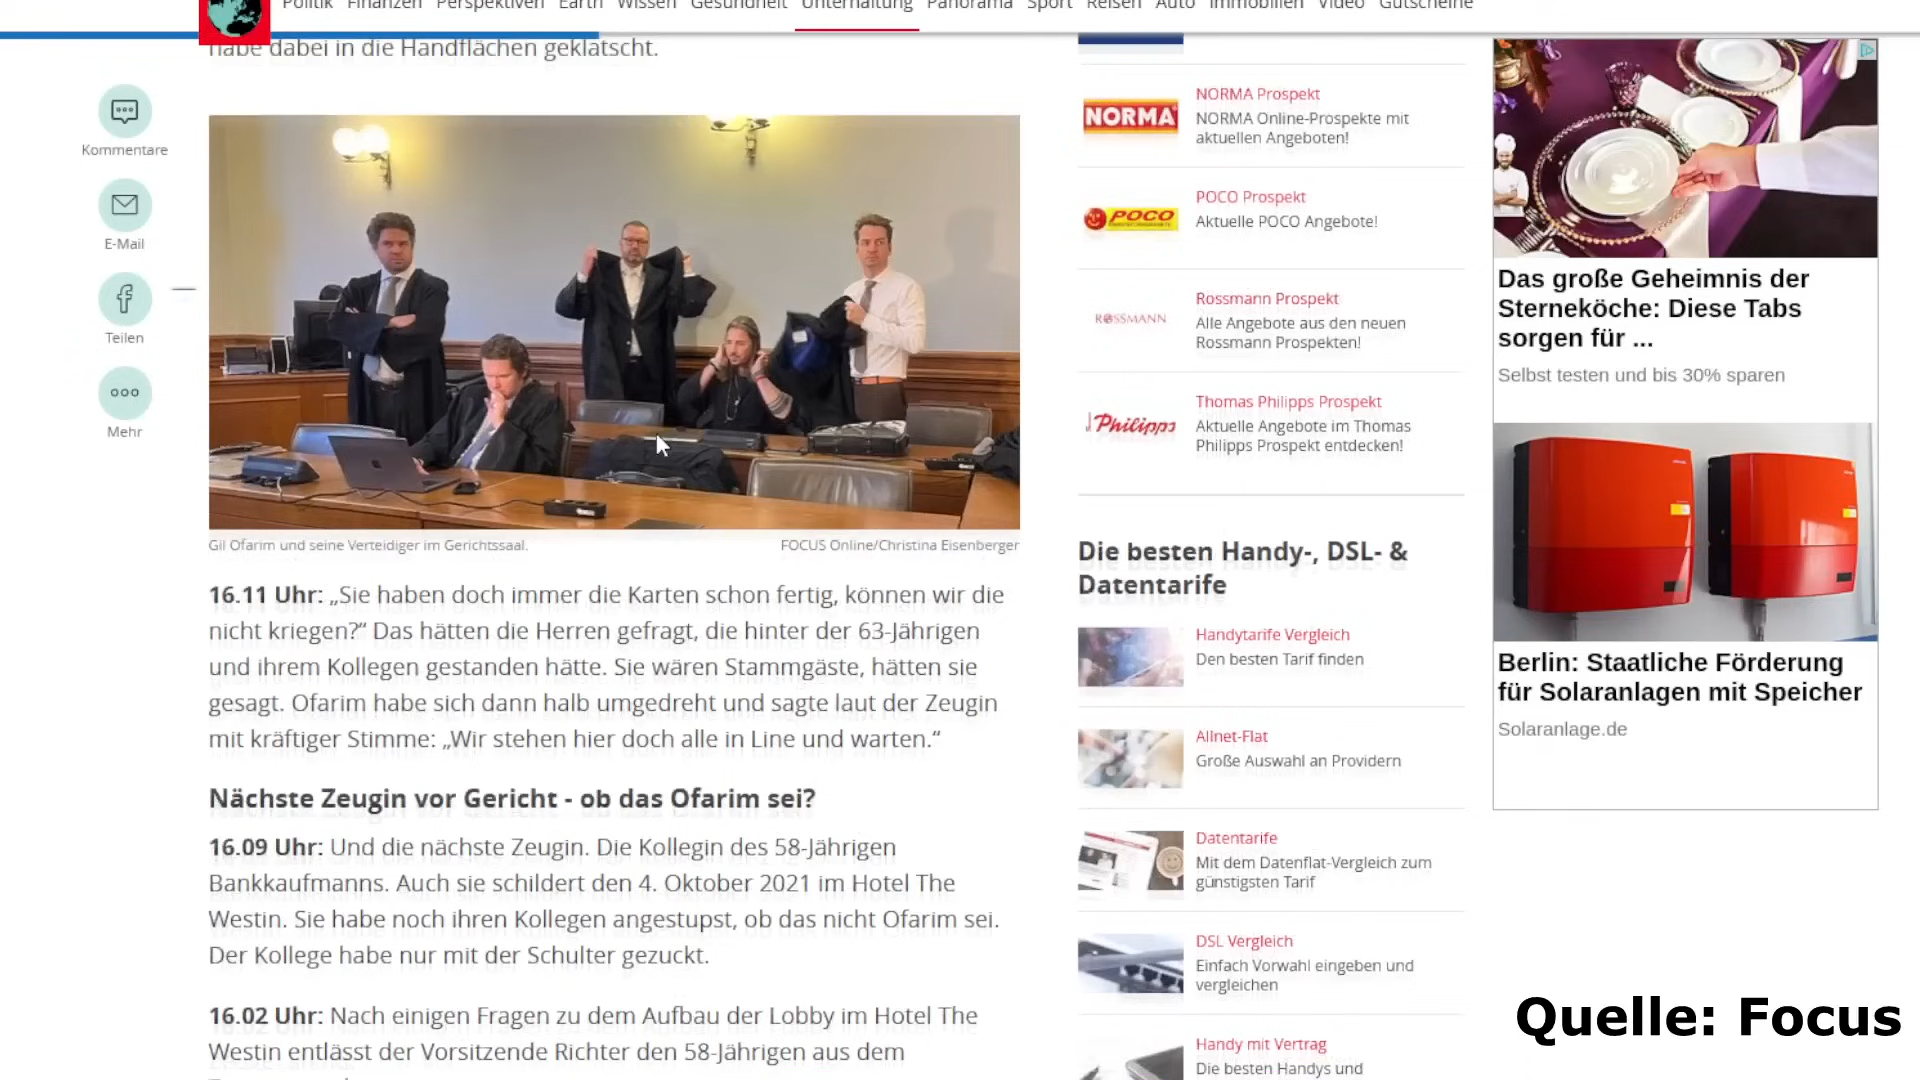 Politik Finanzen Perspektiven Earth Wissen Gesundheit Unterhaltung Panorama Sport Reisen Auto Immobilien Video Gutscheine
habe dabei in die Handflächen geklatscht.
Kommentare
E-Mail
Teilen
Mehr
Gil Ofarim und seine Verteidiger im Gerichtssaal.
FOCUS Online/Christina Eisenberger
16.11 Uhr: „Sie haben doch immer die Karten schon fertig, können wir die
nicht kriegen?“ Das hätten die Herren gefragt, die hinter der 63-Jährigen
und ihrem Kollegen gestanden hätte. Sie wären Stammgäste, hätten sie
gesagt. Ofarim habe sich dann halb umgedreht und sagte laut der Zeugin
mit kräftiger Stimme: „Wir stehen hier doch alle in Line und warten.“
Nächste Zeugin vor Gericht - ob das Ofarim sei?
16.09 Uhr: Und die nächste Zeugin. Die Kollegin des 58-Jährigen
Bankkaufmanns. Auch sie schildert den 4. Oktober 2021 im Hotel The
Westin. Sie habe noch ihren Kollegen angestupst, ob das nicht Ofarim sei.
Der Kollege habe nur mit der Schulter gezuckt.
16.02 Uhr: Nach einigen Fragen zu dem Aufbau der Lobby im Hotel The
Westin entlässt der Vorsitzende Richter den 58-Jährigen aus dem
NORMA
NORMA Prospekt
NORMA Online-Prospekte mit
aktuellen Angeboten!
POCO
POCO Prospekt
Aktuelle POCO Angebote!
ROSSMANN
Rossmann Prospekt
Alle Angebote aus den neuen
Rossmann Prospekten!
Philipps
Thomas Philipps Prospekt
Aktuelle Angebote im Thomas
Philipps Prospekt entdecken!
Die besten Handy-, DSL- &
Datentarife
Handytarife Vergleich
Den besten Tarif finden
Allnet-Flat
Große Auswahl an Providern
Datentarife
Mit dem Datenflat-Vergleich zum
günstigsten Tarif
DSL Vergleich
Einfach Vorwahl eingeben und
vergleichen
Handy mit Vertrag
Die besten Handys und
Das große Geheimnis der
Sterneköche: Diese Tabs
sorgen für ...
Selbst testen und bis 30% sparen
Berlin: Staatliche Förderung
für Solaranlagen mit Speicher
Solaranlage.de
Quelle: Focus